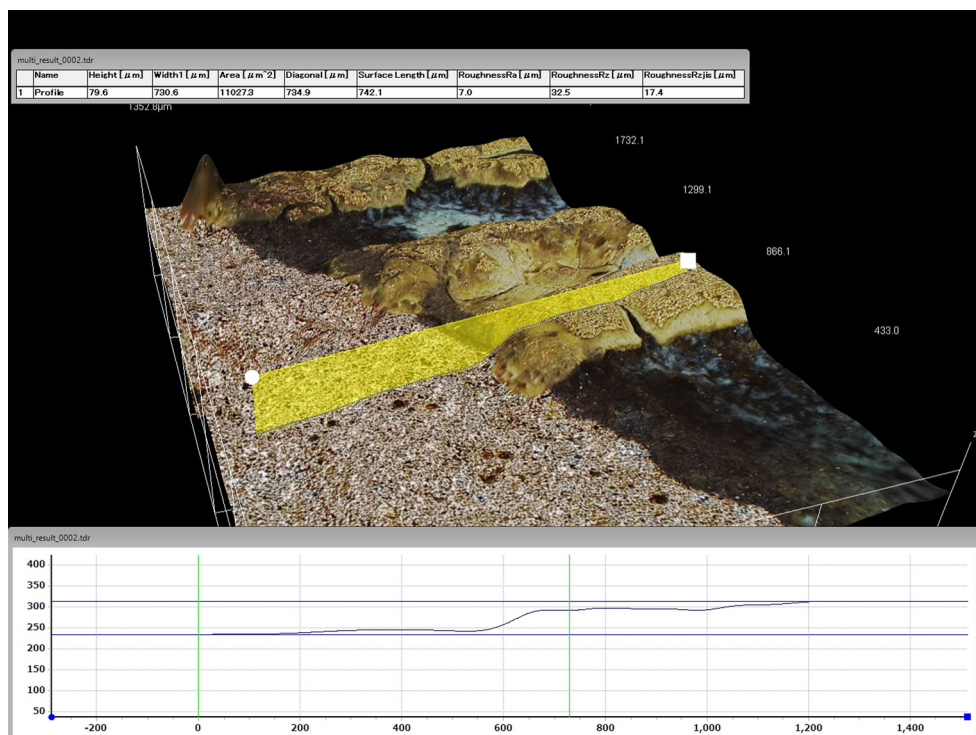 multi_result_0002.tdr
Name Height [μm] Width1 [μm] Area [μm^2] Diagonal [μm] Surface Length [μm] RoughnessRa [μm] RoughnessRz [μm] RoughnessRzjis [μm]
1 Profile 79.6 730.6 11027.3 734.9 742.1 7.0 32.5 17.4
1352.8μm
1732.1
1299.1
866.1
433.0
z
multi_result_0002.tdr
400
350
300
250
200
150
100
50
-200 0 200 400 600 800 1,000 1,200 1,400